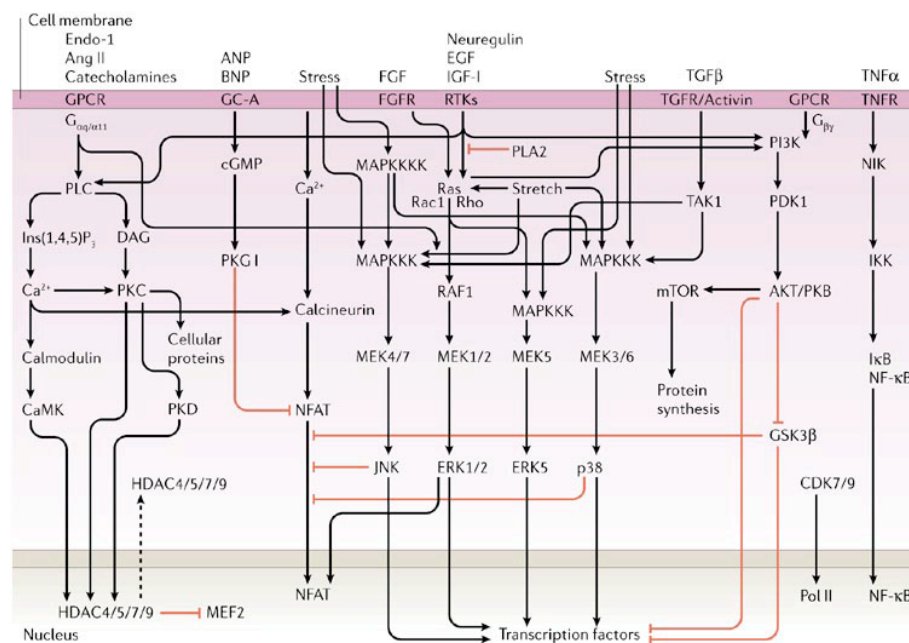 Cell membrane
Endo-1
Ang II
Catecholamines
ANP
BNP
Stress
FGF
Neuregulin
EGF
IGF-I
Stress
TGFβ
TNFα
GPCR
GC-A
FGFR
RTKs
TGFR/Activin
GPCR
TNFR
Gαq/α11
Gβγ
PLC
cGMP
Ca²⁺
MAPKKKK
PLA2
PI3K
NIK
Ras
Rac1 Rho
Stretch
TAK1
PDK1
Ins(1,4,5)P₃
DAG
PKG I
MAPKKK
MAPKKK
IKK
Ca²⁺
PKC
RAF1
mTOR
AKT/PKB
Calcineurin
MAPKKK
Cellular
proteins
Calmodulin
MEK4/7
MEK1/2
MEK5
MEK3/6
IκB
NF-κB
Protein
synthesis
CaMK
PKD
NFAT
GSK3β
JNK
ERK1/2
ERK5
p38
HDAC4/5/7/9
CDK7/9
NFAT
HDAC4/5/7/9
MEF2
Pol II
NF-κB
Nucleus
Transcription factors